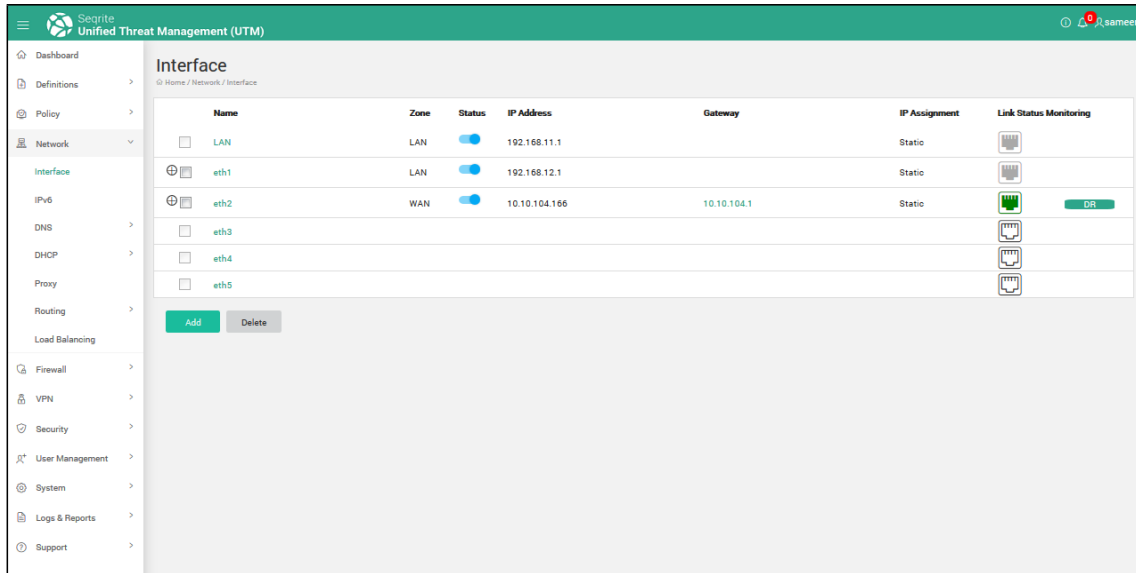 Seqrite
Unified Threat Management (UTM)
0
sameer
Dashboard
Definitions
Policy
Network
Interface
IPv6
DNS
DHCP
Proxy
Routing
Load Balancing
Firewall
VPN
Security
User Management
System
Logs & Reports
Support
Interface
Home / Network / Interface
Name Zone Status IP Address Gateway IP Assignment Link Status Monitoring
LAN LAN 192.168.11.1 Static
eth1 LAN 192.168.12.1 Static
eth2 WAN 10.10.104.166 10.10.104.1 Static DR
eth3
eth4
eth5
Add Delete